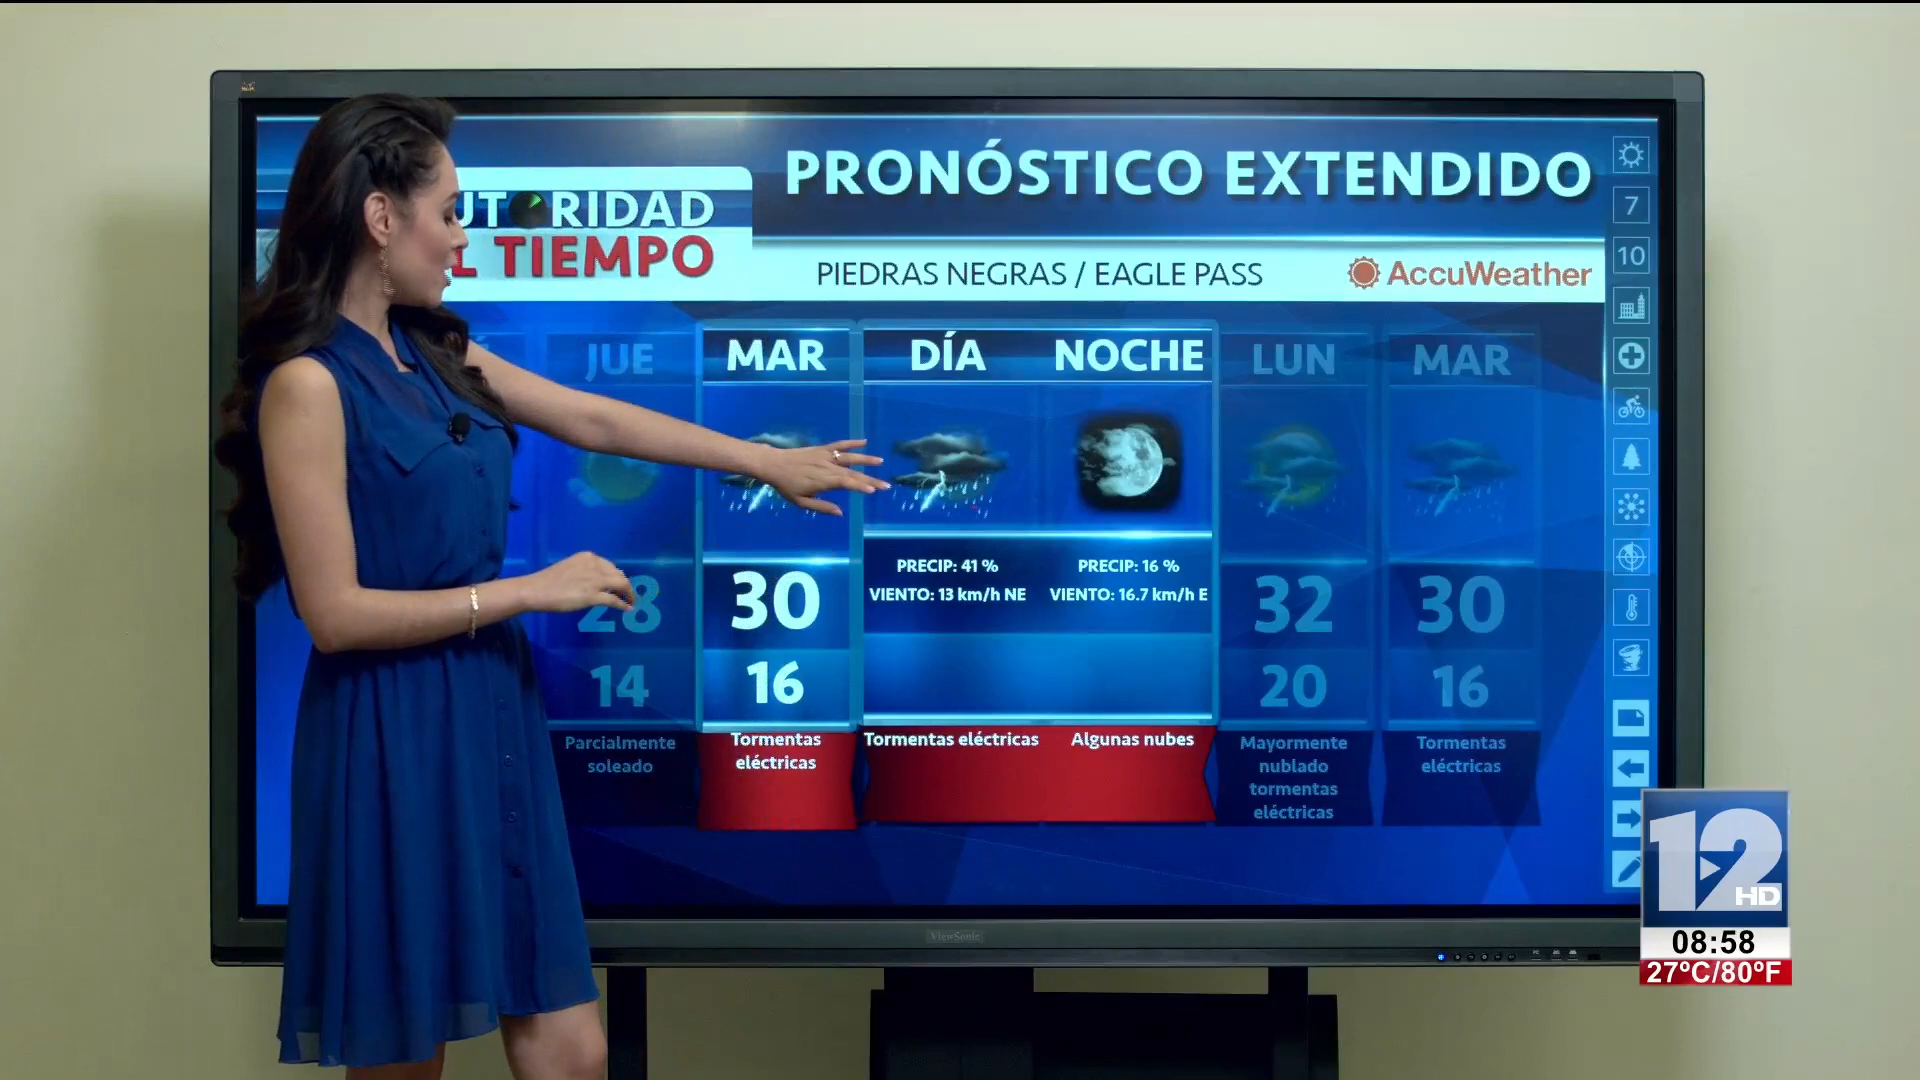 PRONÓSTICO EXTENDIDO
UTORIDAD
L TIEMPO
PIEDRAS NEGRAS / EAGLE PASS
AccuWeather
7
10
JUE
MAR
DÍA
NOCHE
LUN
MAR
PRECIP: 41 %
PRECIP: 16 %
VIENTO: 13 km/h NE
VIENTO: 16.7 km/h E
28
30
32
30
14
16
20
16
Parcialmente
soleado
Tormentas
eléctricas
Tormentas eléctricas
Algunas nubes
Mayormente
nublado
tormentas
eléctricas
Tormentas
eléctricas
ViewSonic
12
HD
08:58
27°C/80°F